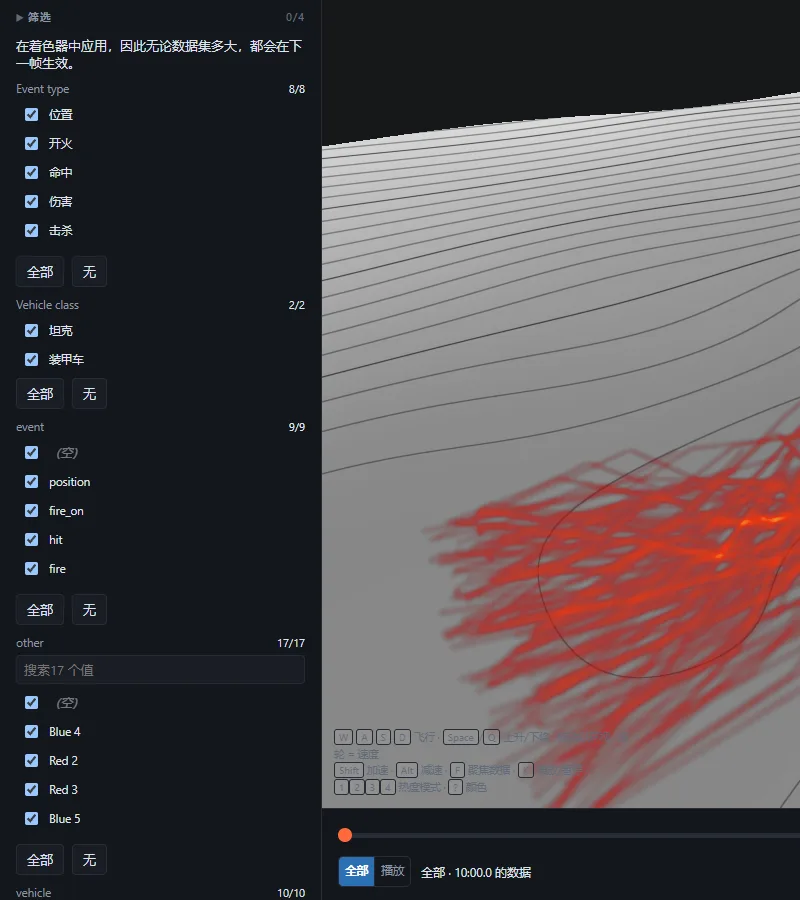 筛选 0/4
在着色器中应用，因此无论数据集多大，都会在下
一帧生效。
Event type 8/8
位置
开火
命中
伤害
击杀
全部 无
Vehicle class 2/2
坦克
装甲车
全部 无
event 9/9
(空)
position
fire_on
hit
fire
全部 无
other 17/17
搜索17 个值
(空)
Blue 4
Red 2
Red 3
Blue 5
全部 无
vehicle 10/10
W A S D 飞行 · Space Q 上升/下降
轮 = 速度
Shift 加速 · Alt 减速 · F 聚焦数据 ·
1 2 3 4 热度模式 · 7 颜色
全部 播放 全部 · 10:00.0 的数据